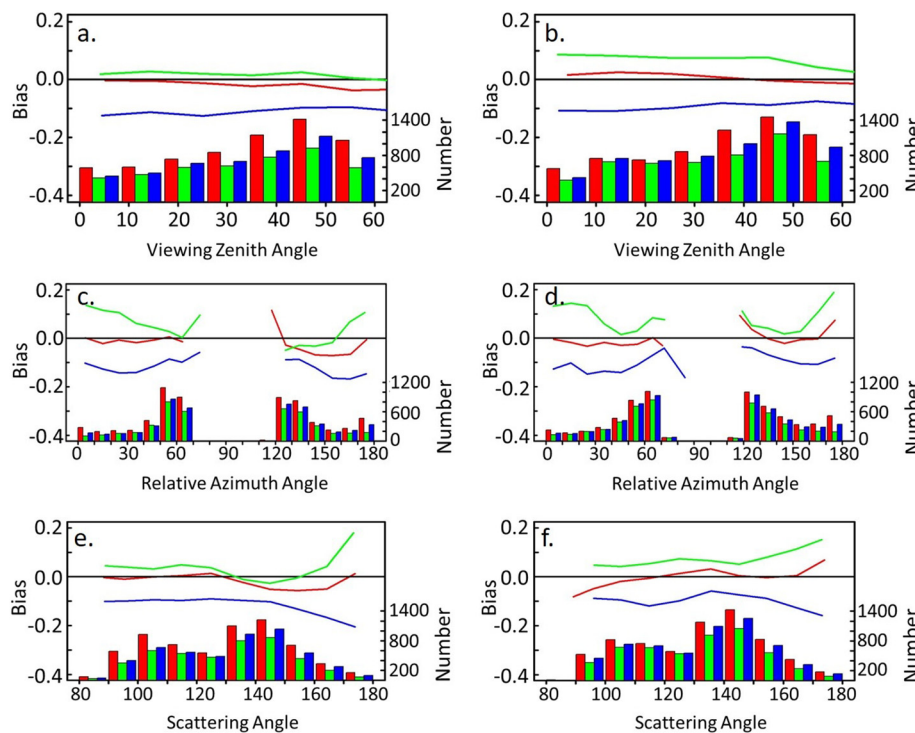 a.
0.2
0.0
-0.2
-0.4
Bias
1400
800
200
Number
0 10 20 30 40 50 60
Viewing Zenith Angle
b.
0.2
0.0
-0.2
-0.4
Bias
1400
800
200
Number
0 10 20 30 40 50 60
Viewing Zenith Angle
c.
0.2
0.0
-0.2
-0.4
Bias
1200
600
0
Number
0 30 60 90 120 150 180
Relative Azimuth Angle
d.
0.2
0.0
-0.2
-0.4
Bias
1200
600
0
Number
0 30 60 90 120 150 180
Relative Azimuth Angle
e.
0.2
0.0
-0.2
-0.4
Bias
1400
800
200
Number
80 100 120 140 160 180
Scattering Angle
f.
0.2
0.0
-0.2
-0.4
Bias
1400
800
200
Number
80 100 120 140 160 180
Scattering Angle